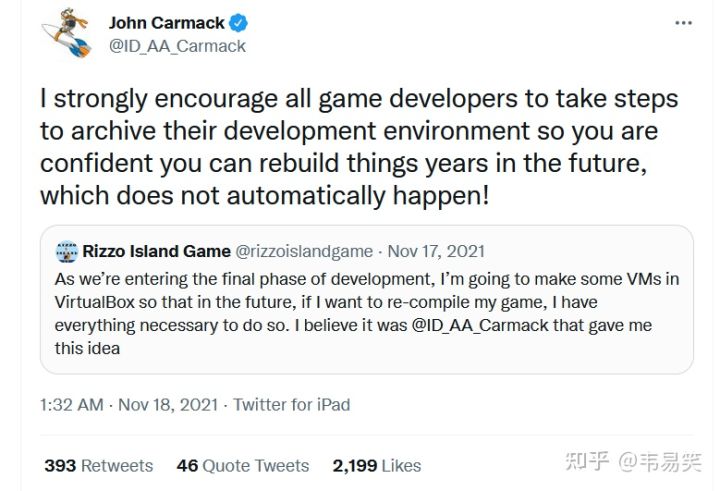 John Carmack
@ID_AA_Carmack
I strongly encourage all game developers to take steps
to archive their development environment so you are
confident you can rebuild things years in the future,
which does not automatically happen!
Rizzo Island Game @rizzoislandgame · Nov 17, 2021
As we’re entering the final phase of development, I’m going to make some VMs in
VirtualBox so that in the future, if I want to re-compile my game, I have
everything necessary to do so. I believe it was @ID_AA_Carmack that gave me
this idea
1:32 AM · Nov 18, 2021 · Twitter for iPad
393 Retweets 46 Quote Tweets 2,199 Likes
知乎 @韦易笑